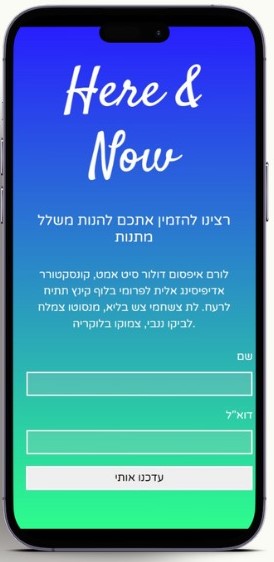 Here &
Now
רצינו להזמין אתכם להנות משלל
מתנות
לורם איפסום דולור סיט אמט, קונסקטורר
אדיפיסינג אלית לפרומי בלוף קינץ תתיח
לרעח. לת צשחמי צש בליא, מנסוטו צמלח
לביקו ננבי, צמוקו בלוקריה.
שם
דוא"ל
עדכנו אותי